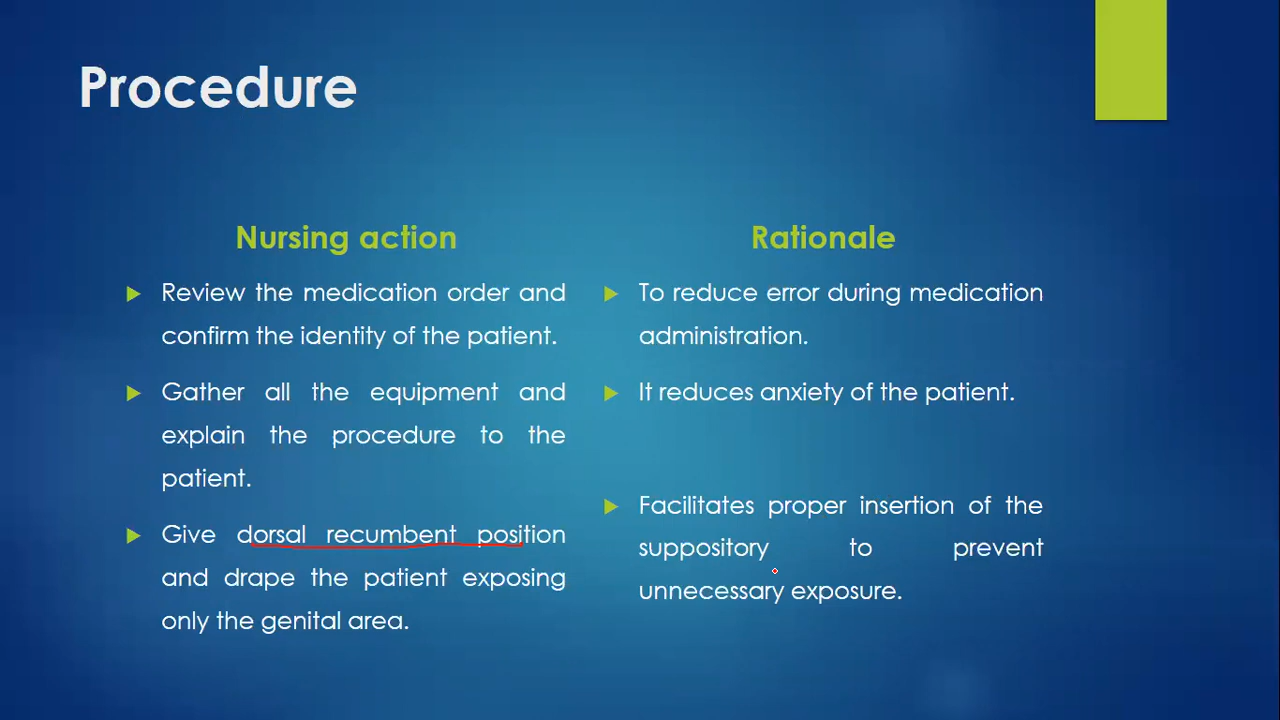 Procedure
Nursing action
Review the medication order and
confirm the identity of the patient.
Gather all the equipment and
explain the procedure to the
patient.
Give dorsal recumbent position
and drape the patient exposing
only the genital area.
Rationale
To reduce error during medication
administration.
It reduces anxiety of the patient.
Facilitates proper insertion of the
suppository to prevent
unnecessary exposure.